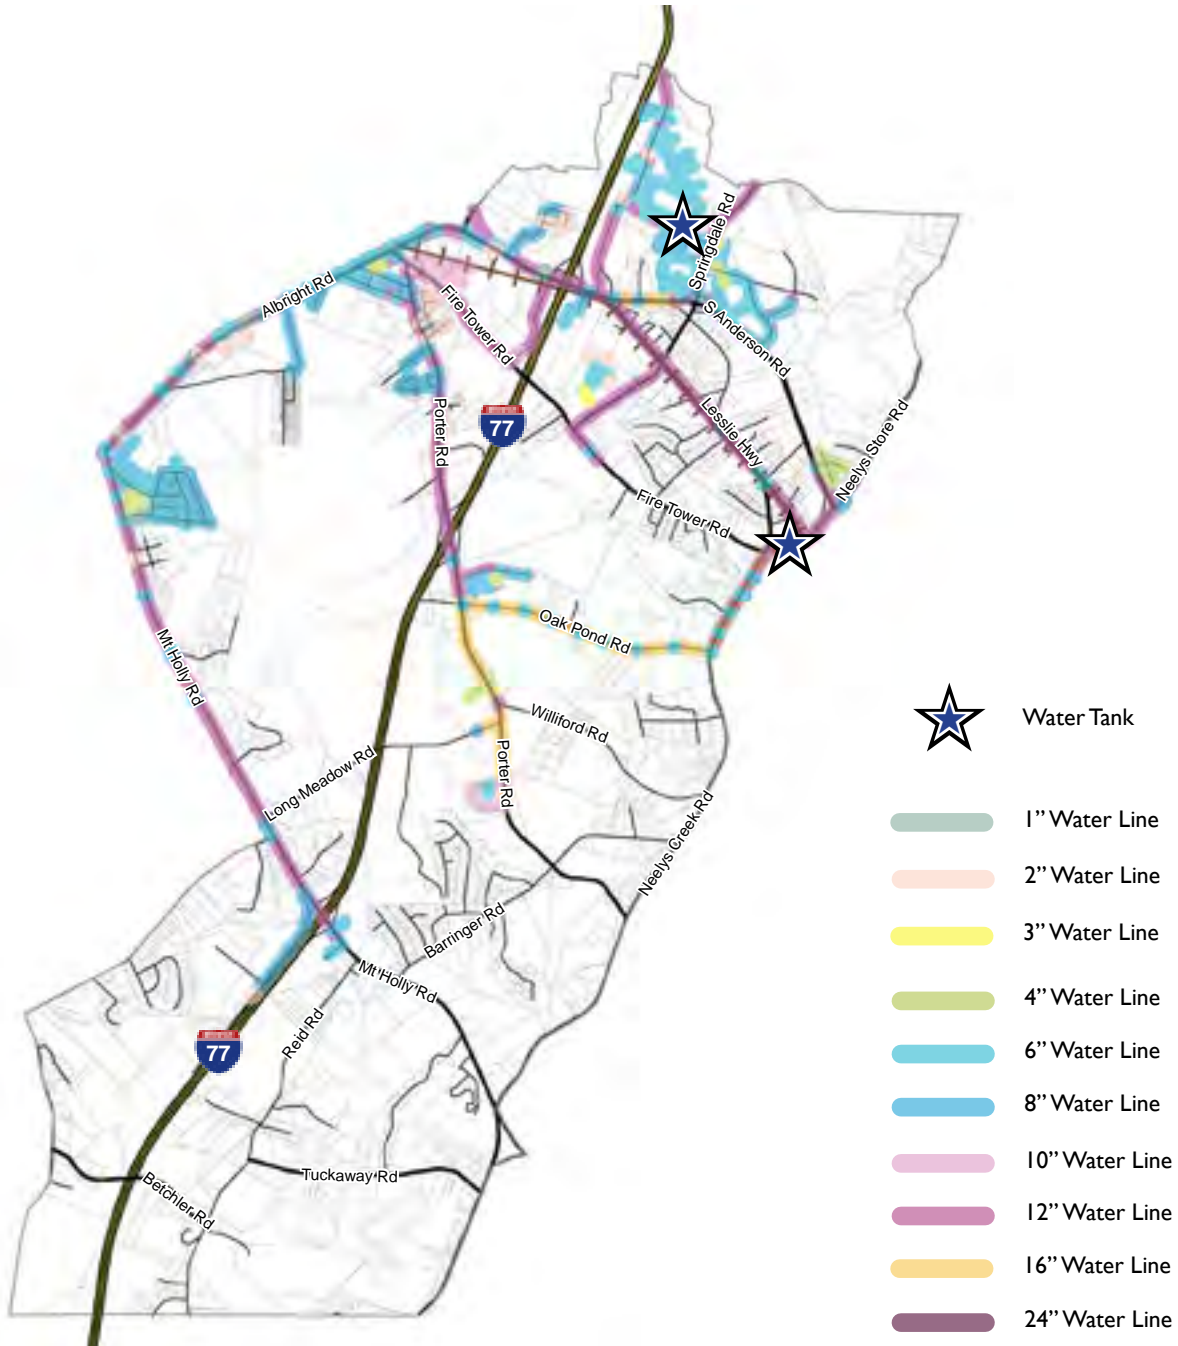 Springdale Rd
Albright Rd
Fire Tower Rd
S Anderson Rd
Porter Rd
77
Lesslie Hwy
Neelys Store Rd
Fire Tower Rd
Oak Pond Rd
Mt Holly Rd
Williford Rd
Long Meadow Rd
Porter Rd
Neelys Creek Rd
Barringer Rd
Mt Holly Rd
Reid Rd
77
Tuckaway Rd
Betchler Rd
Water Tank
1” Water Line
2” Water Line
3” Water Line
4” Water Line
6” Water Line
8” Water Line
10” Water Line
12” Water Line
16” Water Line
24” Water Line